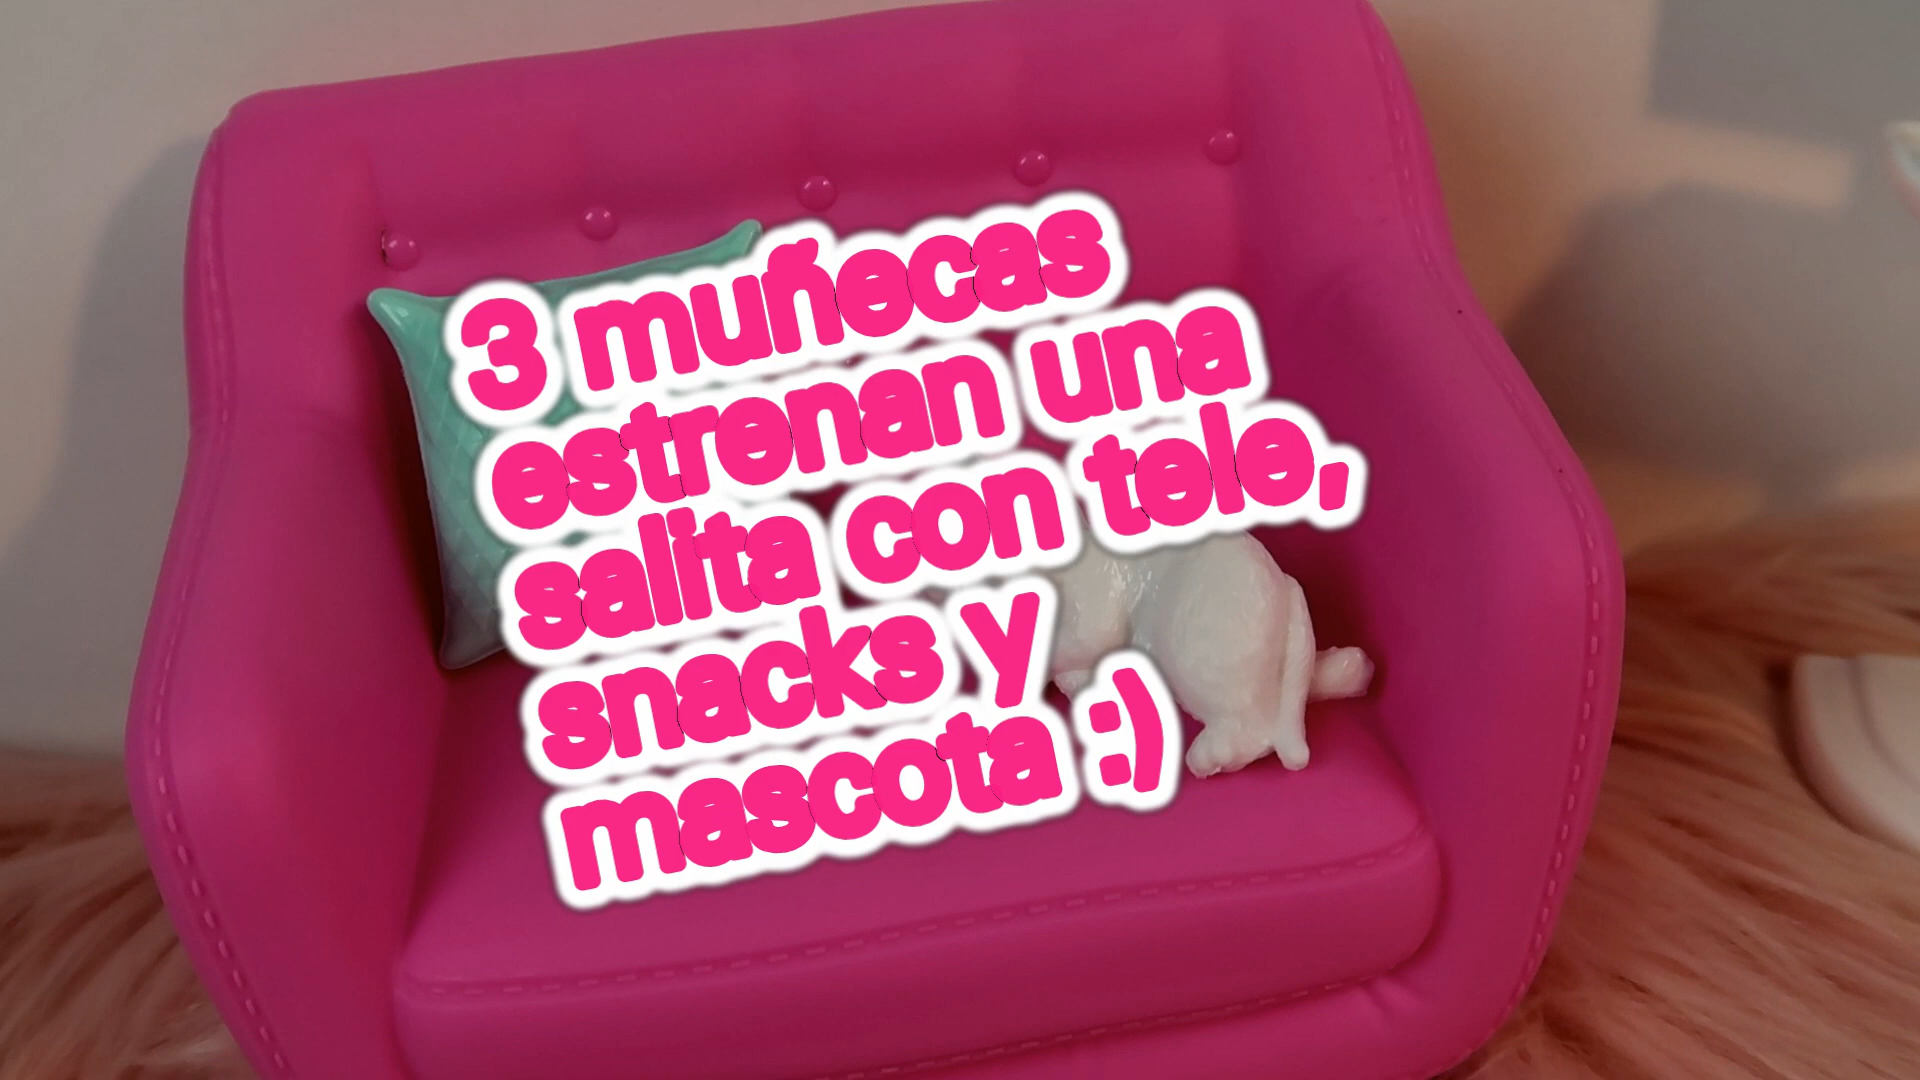 3 muñecas
estrenan una
salita con tele,
snacks y
mascota :)